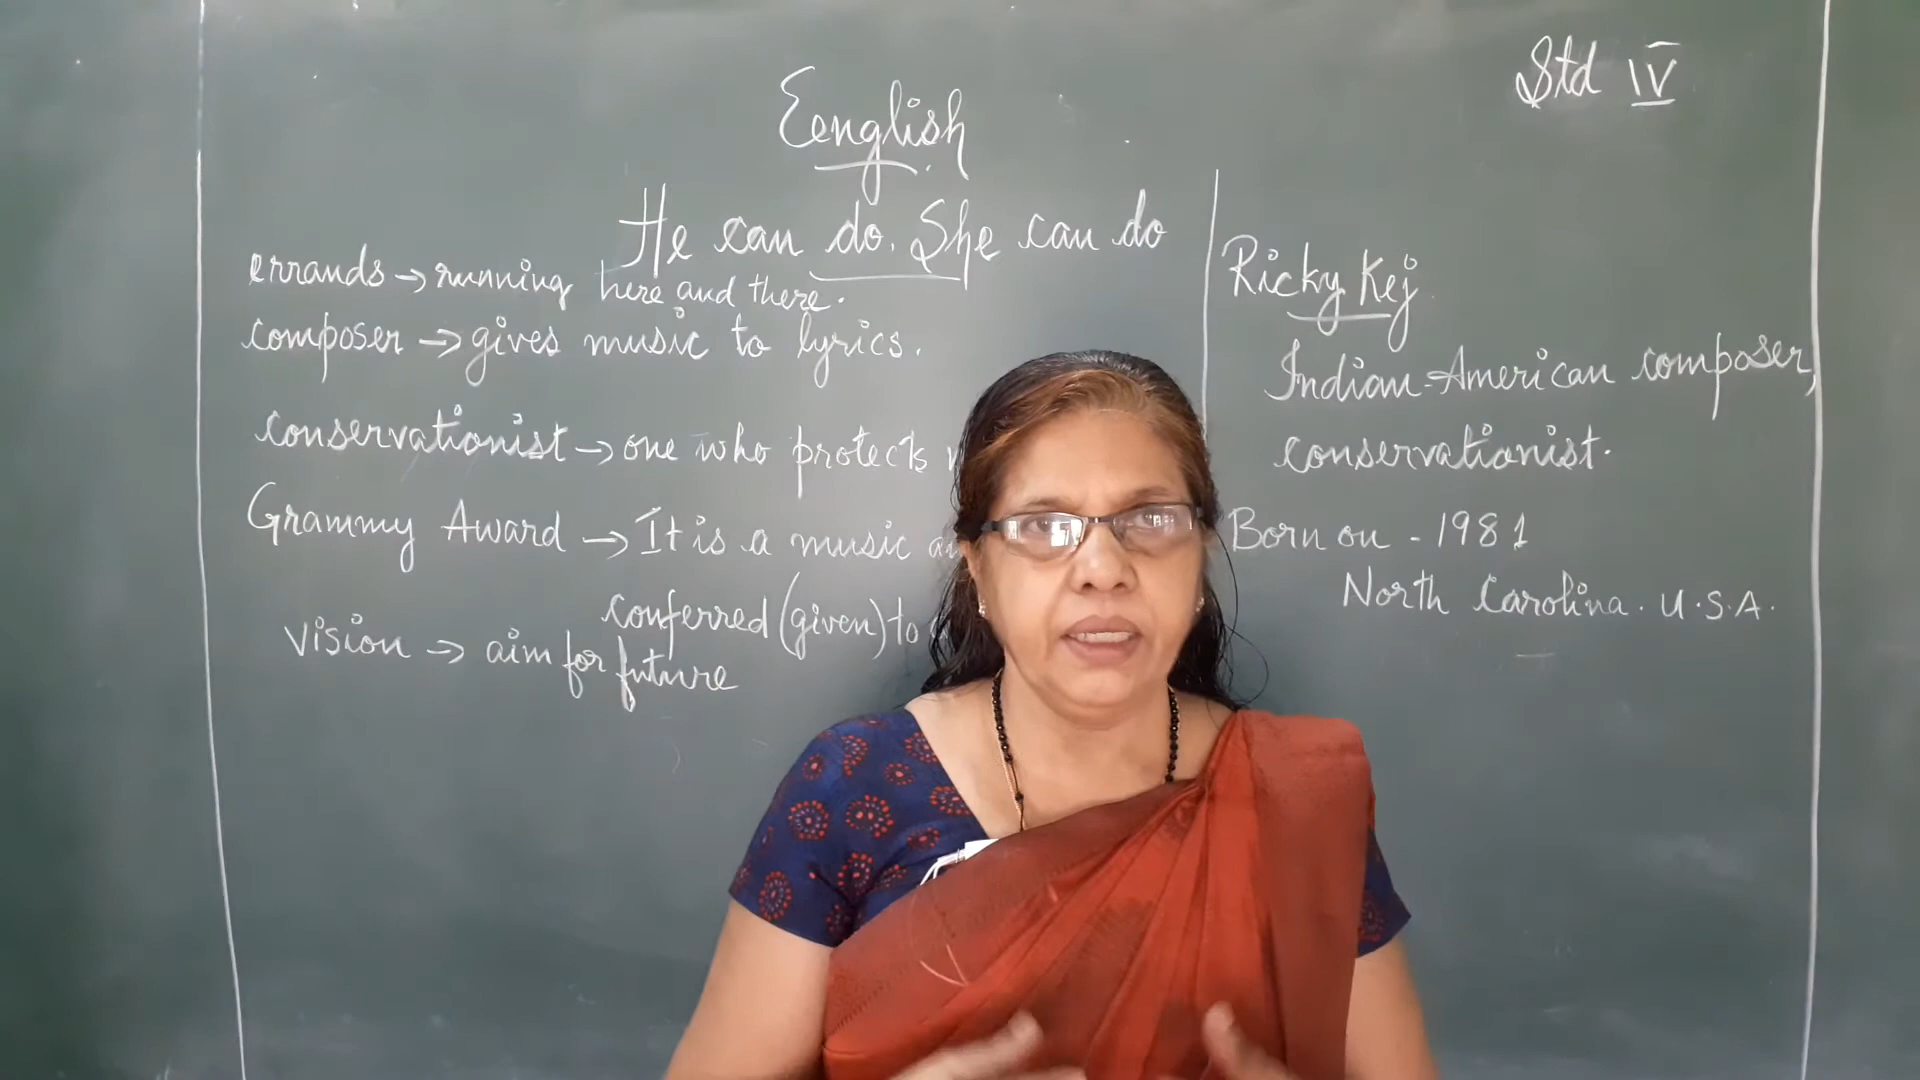 Std IV
Eenglish
He can do. She can do
errands → running here and there.
composer → gives music to lyrics.
conservationist → one who protects
Grammy Award → It is a music
conferred (given) to
vision → aim for future
Ricky Kej
Indian-American composer,
conservationist.
Born on - 1981
North Carolina. U.S.A.